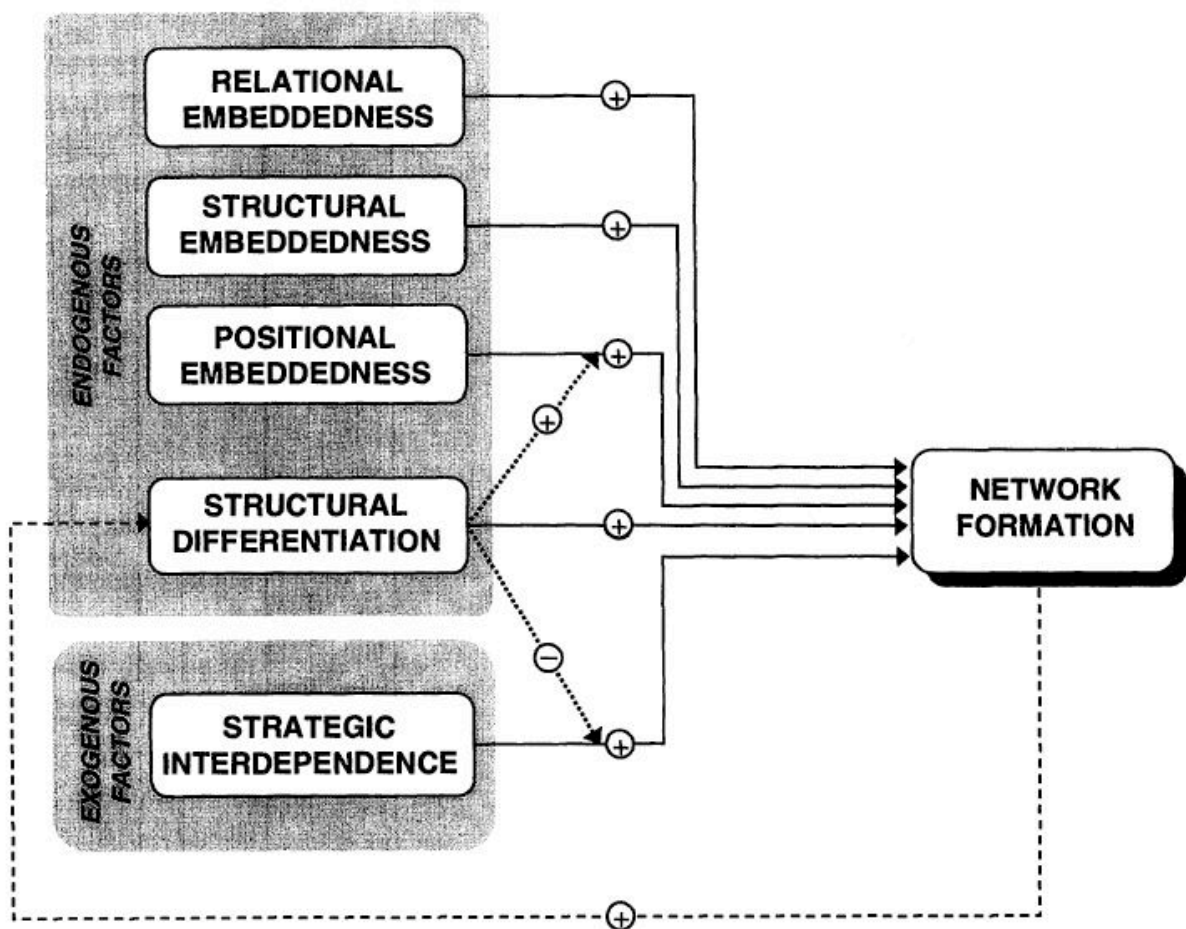 RELATIONAL
EMBEDDEDNESS
+
STRUCTURAL
EMBEDDEDNESS
+
ENDOGENOUS
FACTORS
POSITIONAL
EMBEDDEDNESS
+
+
STRUCTURAL
DIFFERENTIATION
+
NETWORK
FORMATION
−
EXOGENOUS
FACTORS
STRATEGIC
INTERDEPENDENCE
+
+